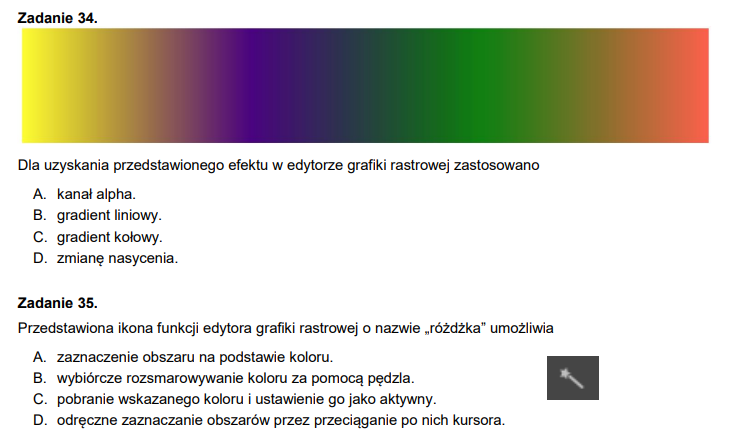 Zadanie 34.
Dla uzyskania przedstawionego efektu w edytorze grafiki rastrowej zastosowano
A. kanał alpha.
B. gradient liniowy.
C. gradient kołowy.
D. zmianę nasycenia.
Zadanie 35.
Przedstawiona ikona funkcji edytora grafiki rastrowej o nazwie „różdżka” umożliwia
A. zaznaczenie obszaru na podstawie koloru.
B. wybiórcze rozsmarowywanie koloru za pomocą pędzla.
C. pobranie wskazanego koloru i ustawienie go jako aktywny.
D. odręczne zaznaczanie obszarów przez przeciąganie po nich kursora.